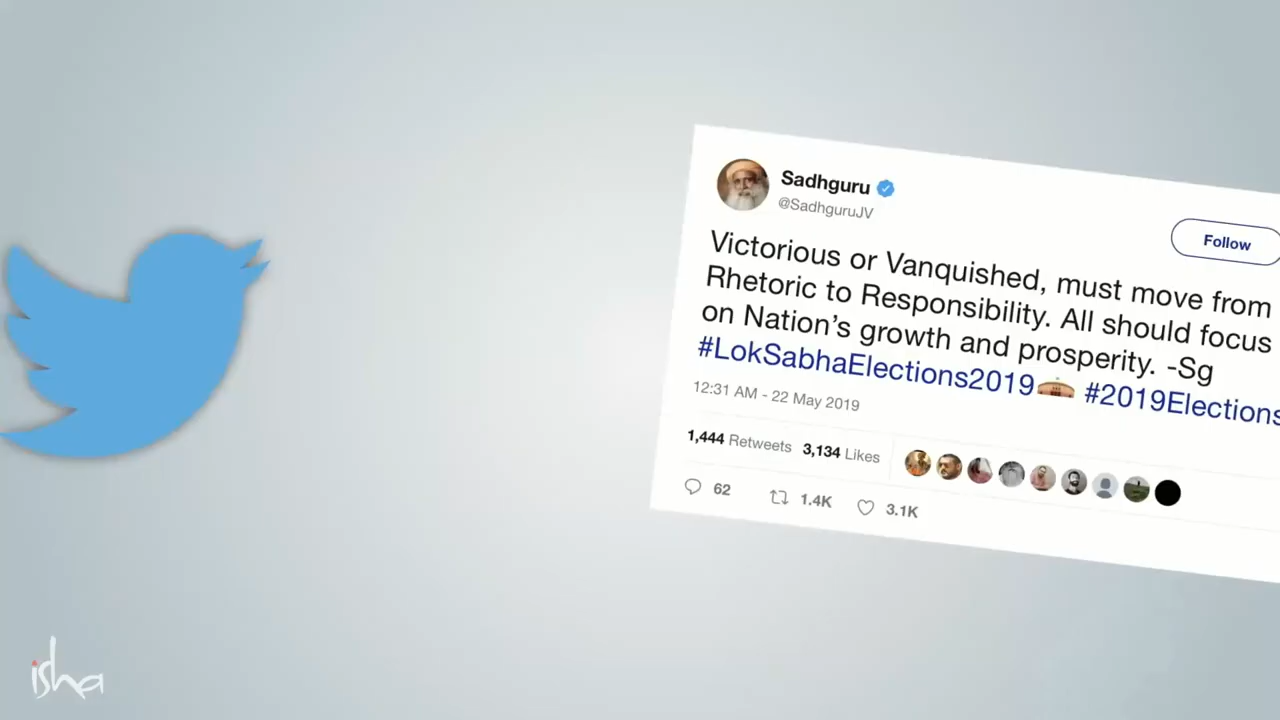 Sadhguru
@SadhguruJV
Follow
Victorious or Vanquished, must move from
Rhetoric to Responsibility. All should focus
on Nation's growth and prosperity. -Sg
#LokSabhaElections2019 #2019Elections
12:31 AM - 22 May 2019
1,444 Retweets 3,134 Likes
62 1.4K 3.1K
isha